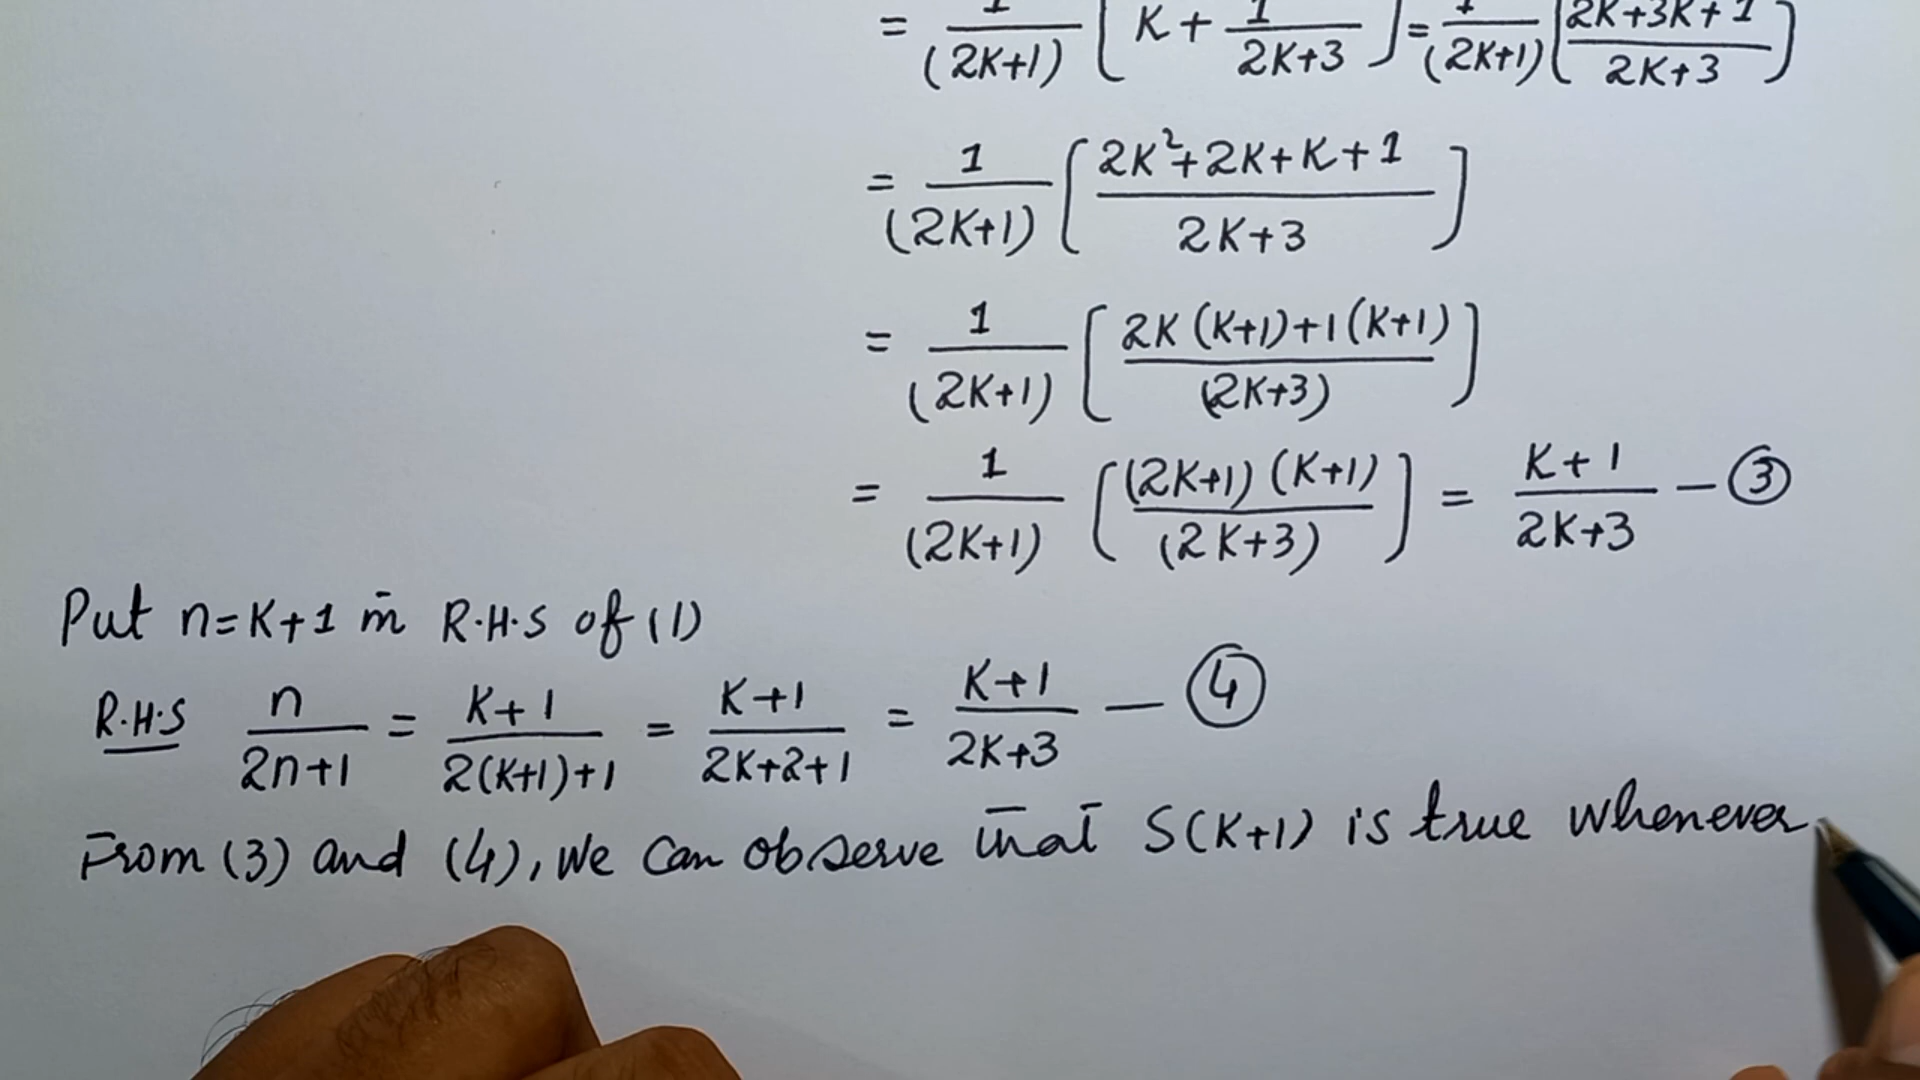 = 1/(2K+1) [K + 1/(2K+3)] = 1/(2K+1) [(2K+3K+1)/(2K+3)]
= 1/(2K+1) [(2K²+2K+K+1)/(2K+3)]
= 1/(2K+1) [(2K(K+1)+1(K+1))/(2K+3)]
= 1/(2K+1) [((2K+1)(K+1))/(2K+3)] = (K+1)/(2K+3) — ③
Put n=K+1 in R.H.S of (1)
R.H.S n/(2n+1) = (K+1)/(2(K+1)+1) = (K+1)/(2K+2+1) = (K+1)/(2K+3) — ④
From (3) and (4), We Can observe that S(K+1) is true whenever